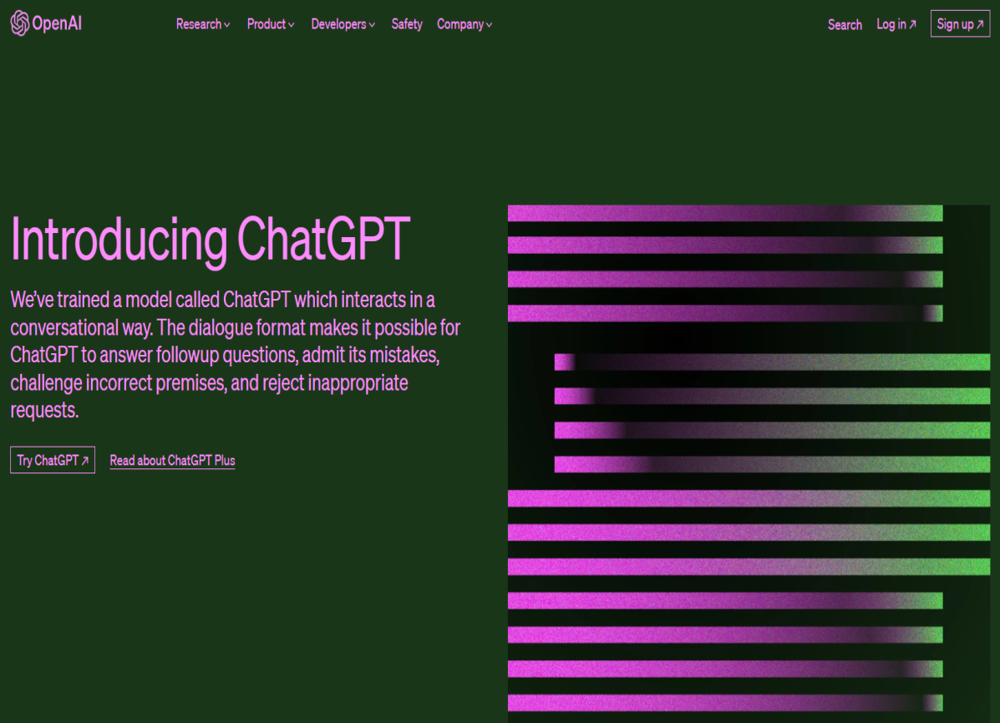 OpenAI
Research Product Developers Safety Company
Search Log in ↗ Sign up ↗
Introducing ChatGPT
We’ve trained a model called ChatGPT which interacts in a
conversational way. The dialogue format makes it possible for
ChatGPT to answer followup questions, admit its mistakes,
challenge incorrect premises, and reject inappropriate
requests.
Try ChatGPT ↗ Read about ChatGPT Plus